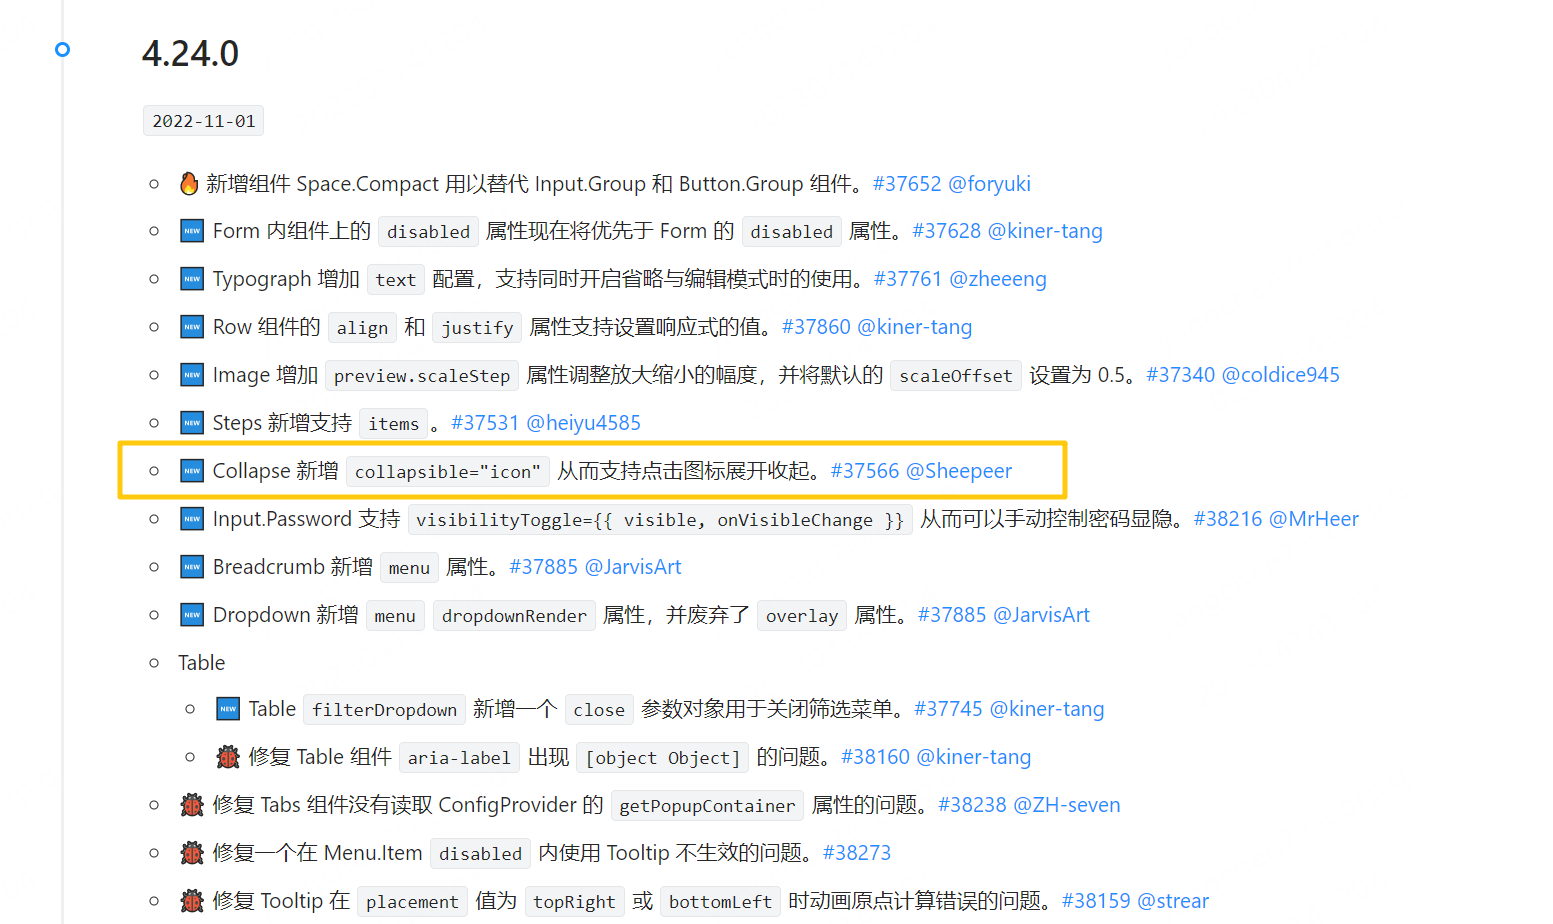 4.24.0
2022-11-01
🔥 新增组件 Space.Compact 用以替代 Input.Group 和 Button.Group 组件。#37652 @foryuki
🆕 Form 内组件上的 disabled 属性现在将优先于 Form 的 disabled 属性。#37628 @kiner-tang
🆕 Typograph 增加 text 配置，支持同时开启省略与编辑模式时的使用。#37761 @zheeeng
🆕 Row 组件的 align 和 justify 属性支持设置响应式的值。#37860 @kiner-tang
🆕 Image 增加 preview.scaleStep 属性调整放大缩小的幅度，并将默认的 scaleOffset 设置为 0.5。#37340 @coldice945
🆕 Steps 新增支持 items 。#37531 @heiyu4585
🆕 Collapse 新增 collapsible="icon" 从而支持点击图标展开收起。#37566 @Sheepeer
🆕 Input.Password 支持 visibilityToggle={{ visible, onVisibleChange }} 从而可以手动控制密码显隐。#38216 @MrHeer
🆕 Breadcrumb 新增 menu 属性。#37885 @JarvisArt
🆕 Dropdown 新增 menu dropdownRender 属性，并废弃了 overlay 属性。#37885 @JarvisArt
Table
🆕 Table filterDropdown 新增一个 close 参数对象用于关闭筛选菜单。#37745 @kiner-tang
🐞 修复 Table 组件 aria-label 出现 [object Object] 的问题。#38160 @kiner-tang
🐞 修复 Tabs 组件没有读取 ConfigProvider 的 getPopupContainer 属性的问题。#38238 @ZH-seven
🐞 修复一个在 Menu.Item disabled 内使用 Tooltip 不生效的问题。#38273
🐞 修复 Tooltip 在 placement 值为 topRight 或 bottomLeft 时动画原点计算错误的问题。#38159 @strear